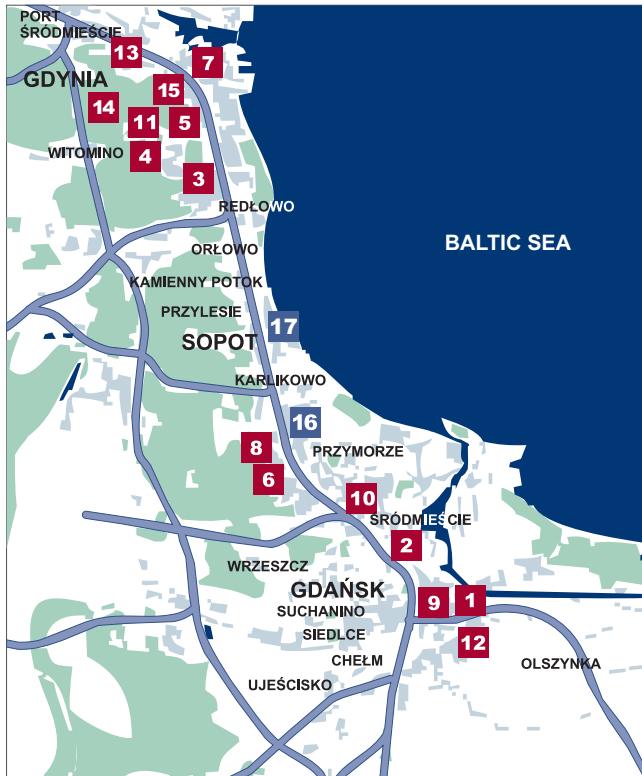 PORT
ŚRÓDMIEŚCIE
13
7
GDYNIA
15
14
11
5
WITOMINO
4
3
REDŁOWO
ORŁOWO
BALTIC SEA
KAMIENNY POTOK
PRZYLESIE
17
SOPOT
KARLIKOWO
16
8
PRZYMORZE
6
10
ŚRÓDMIEŚCIE
2
WRZESZCZ
GDAŃSK
9
1
SUCHANINO
SIEDLCE
12
CHEŁM
OLSZYNKA
UJEŚCISKO